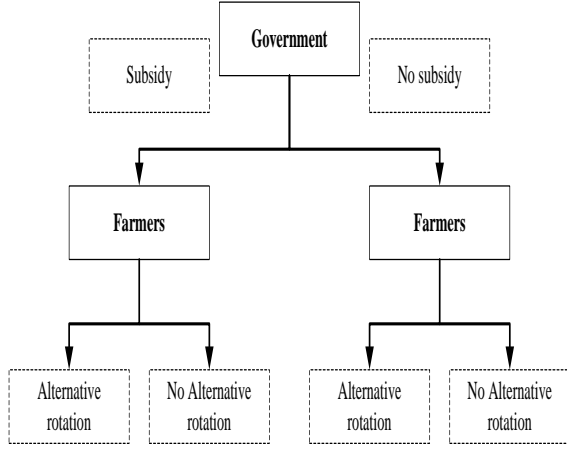 Government
Subsidy
No subsidy
Farmers
Farmers
Alternative
rotation
No Alternative
rotation
Alternative
rotation
No Alternative
rotation